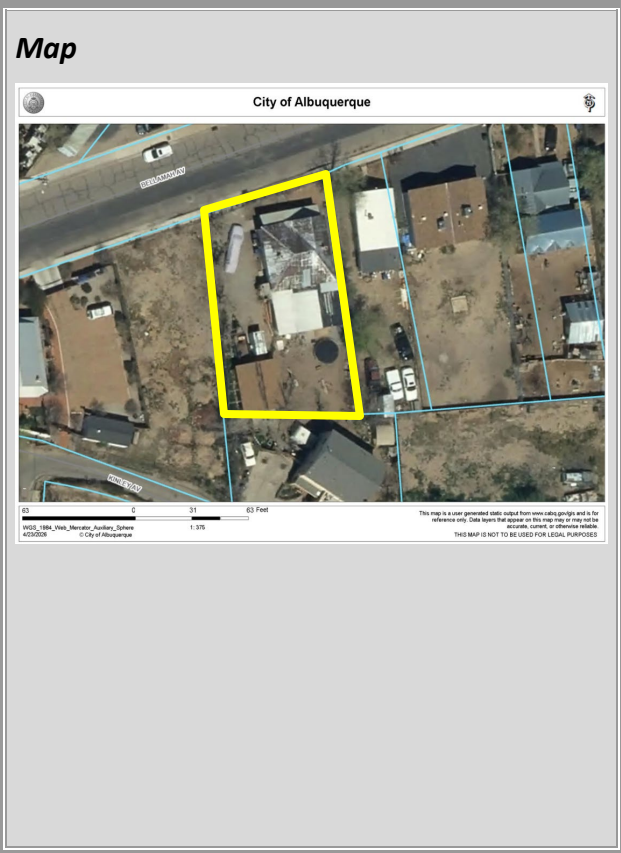 Map
City of Albuquerque
BELLAMAH AV
KINLEY AV
63 0 31 63 Feet
WGS_1984_Web_Mercator_Auxiliary_Sphere
4/23/2026 © City of Albuquerque
1: 375
This map is a user generated static output from www.cabq.gov/gis and is for
reference only. Data layers that appear on this map may or may not be
accurate, current, or otherwise reliable.
THIS MAP IS NOT TO BE USED FOR LEGAL PURPOSES